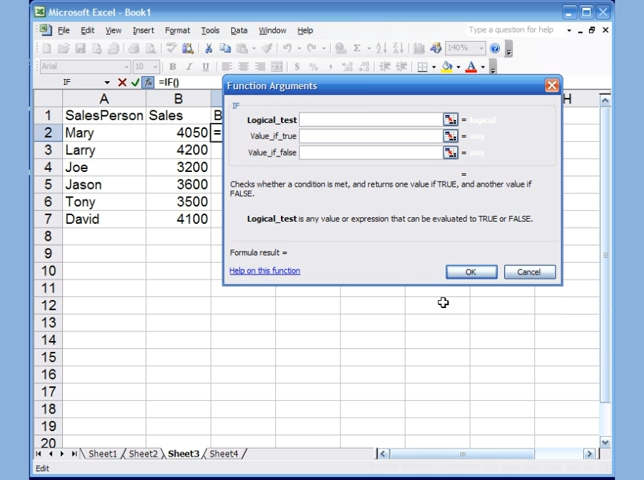 Microsoft Excel - Book1
File Edit View Insert Format Tools Data Window Help
Type a question for help
140%
Arial 10 B I U
IF =IF()
Function Arguments
IF
Logical_test = logical
Value_if_true = any
Value_if_false = any
=
Checks whether a condition is met, and returns one value if TRUE, and another value if
FALSE.
Logical_test is any value or expression that can be evaluated to TRUE or FALSE.
Formula result =
Help on this function OK Cancel
A B H
1 SalesPerson Sales B
2 Mary 4050 =
3 Larry 4200
4 Joe 3200
5 Jason 3600
6 Tony 3500
7 David 4100
8
9
10
11
12
13
14
15
16
17
18
19
20
Sheet1 Sheet2 Sheet3 Sheet4
Edit